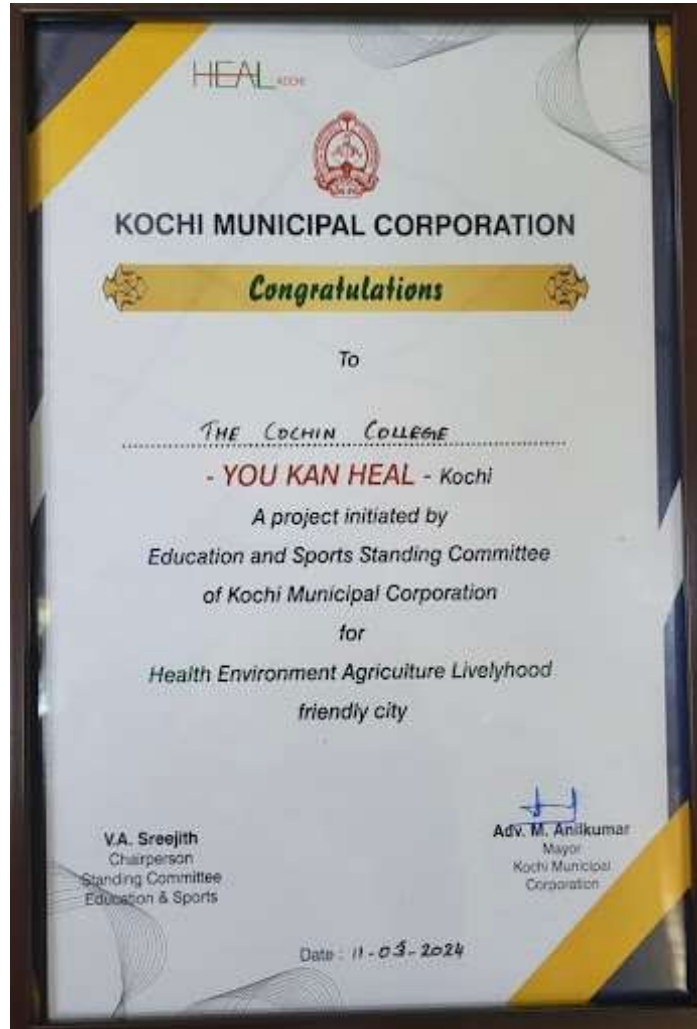 HEAL KOCHI
KOCHI MUNICIPAL CORPORATION
Congratulations
To
THE COCHIN COLLEGE
- YOU KAN HEAL - Kochi
A project initiated by
Education and Sports Standing Committee
of Kochi Municipal Corporation
for
Health Environment Agriculture Livelyhood
friendly city
V.A. Sreejith
Chairperson
Standing Committee
Education & Sports
Adv. M. Anilkumar
Mayor
Kochi Municipal
Corporation
Date : 11-03-2024